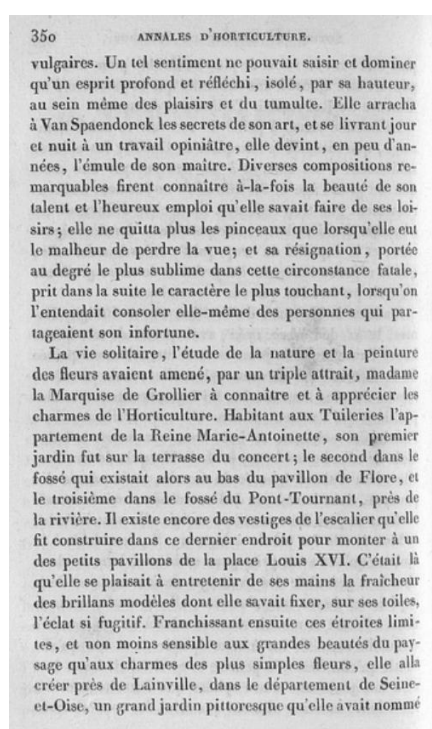 350 ANNALES D'HORTICULTURE.
vulgaires. Un tel sentiment ne pouvait saisir et dominer
qu'un esprit profond et réfléchi, isolé, par sa hauteur,
au sein même des plaisirs et du tumulte. Elle arracha
à Van Spaendonck les secrets de son art, et se livrant jour
et nuit à un travail opiniâtre, elle devint, en peu d'an-
nées, l'émule de son maître. Diverses compositions re-
marquables firent connaître à-la-fois la beauté de son
talent et l'heureux emploi qu'elle savait faire de ses loi-
sirs; elle ne quitta plus les pinceaux que lorsqu'elle eut
le malheur de perdre la vue; et sa résignation, portée
au degré le plus sublime dans cette circonstance fatale,
prit dans la suite le caractère le plus touchant, lorsqu'on
l'entendait consoler elle-même des personnes qui par-
tageaient son infortune.
La vie solitaire, l'étude de la nature et la peinture
des fleurs avaient amené, par un triple attrait, madame
la Marquise de Grollier à connaître et à apprécier les
charmes de l'Horticulture. Habitant aux Tuileries l'ap-
partement de la Reine Marie-Antoinette, son premier
jardin fut sur la terrasse du concert; le second dans le
fossé qui existait alors au bas du pavillon de Flore, et
le troisième dans le fossé du Pont-Tournant, près de
la rivière. Il existe encore des vestiges de l'escalier qu'elle
fit construire dans ce dernier endroit pour monter à un
des petits pavillons de la place Louis XVI. C'était là
qu'elle se plaisait à entretenir de ses mains la fraîcheur
des brillans modèles dont elle savait fixer, sur ses toiles,
l'éclat si fugitif. Franchissant ensuite ces étroites limi-
tes, et non moins sensible aux grandes beautés du pay-
sage qu'aux charmes des plus simples fleurs, elle alla
créer près de Lainville, dans le département de Seine-
et-Oise, un grand jardin pittoresque qu'elle avait nommé